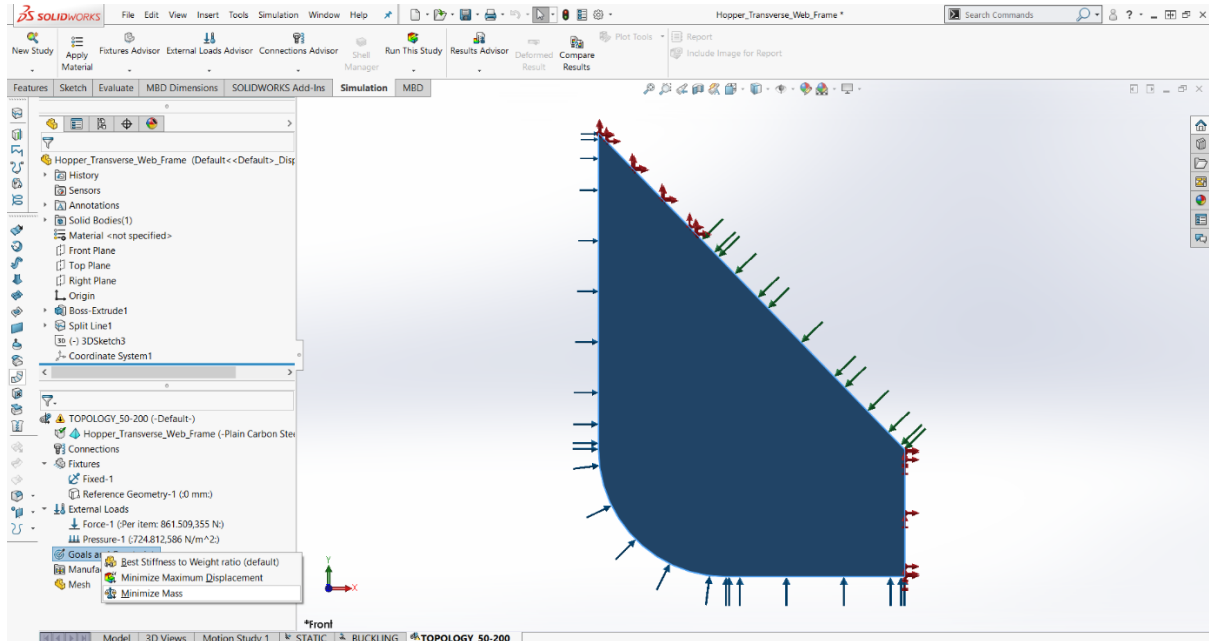 SOLIDWORKS File Edit View Insert Tools Simulation Window Help Hopper_Transverse_Web_Frame * Search Commands ?
New Study Apply Material Fixtures Advisor External Loads Advisor Connections Advisor Shell Manager Run This Study Results Advisor Deformed Result Compare Results Plot Tools Report
Include Image for Report
Features Sketch Evaluate MBD Dimensions SOLIDWORKS Add-Ins Simulation MBD
Hopper_Transverse_Web_Frame (Default<<Default>_Disp
History
Sensors
Annotations
Solid Bodies(1)
Material <not specified>
Front Plane
Top Plane
Right Plane
Origin
Boss-Extrude1
Split Line1
(-) 3DSketch3
Coordinate System1
TOPOLOGY_50-200 (-Default-)
Hopper_Transverse_Web_Frame (-Plain Carbon Stee
Connections
Fixtures
Fixed-1
Reference Geometry-1 (:0 mm:)
External Loads
Force-1 (:Per item: 861.509,355 N:)
Pressure-1 (:724.812,586 N/m^2:)
Goals an
Best Stiffness to Weight ratio (default)
Manufa
Minimize Maximum Displacement
Mesh
Minimize Mass
Y
X
*Front
Model 3D Views Motion Study 1 STATIC BUCKLING TOPOLOGY_50-200